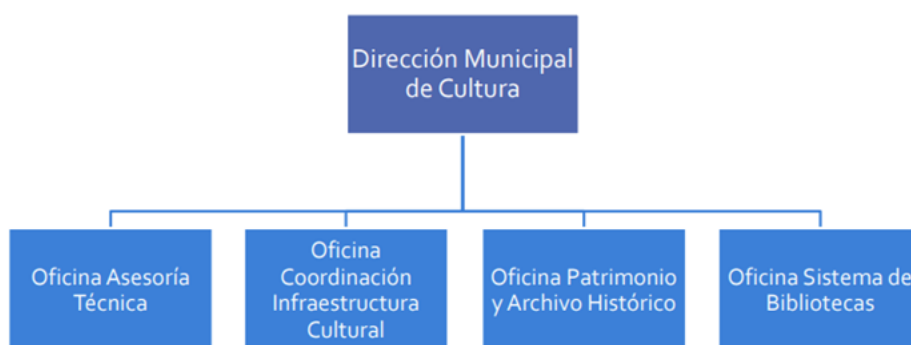 Dirección Municipal
de Cultura
Oficina Asesoría
Técnica
Oficina
Coordinación
Infraestructura
Cultural
Oficina Patrimonio
y Archivo Histórico
Oficina Sistema de
Bibliotecas